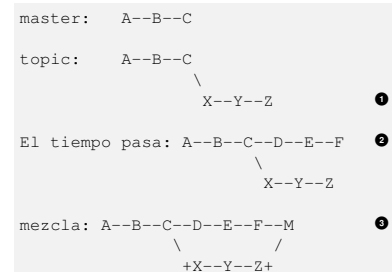 master:   A--B--C
topic:    A--B--C
                 \
                  X--Y--Z          ❶
El tiempo pasa: A--B--C--D--E--F   ❷
                       \
                        X--Y--Z
mezcla: A--B--C--D--E--F--M        ❸
               \         /
                +X--Y--Z+